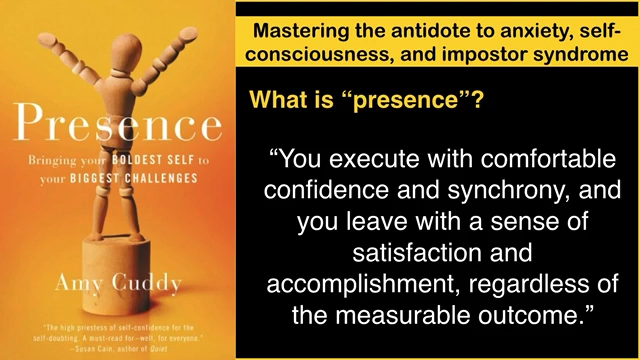 Presence
Bringing your BOLDEST SELF to
your BIGGEST CHALLENGES
Amy Cuddy
"The high priestess of self-confidence for the
self-doubting. A must-read for—well, for everyone."
—Susan Cain, author of Quiet
Mastering the antidote to anxiety, self-
consciousness, and impostor syndrome
What is “presence”?
“You execute with comfortable
confidence and synchrony, and
you leave with a sense of
satisfaction and
accomplishment, regardless of
the measurable outcome.”